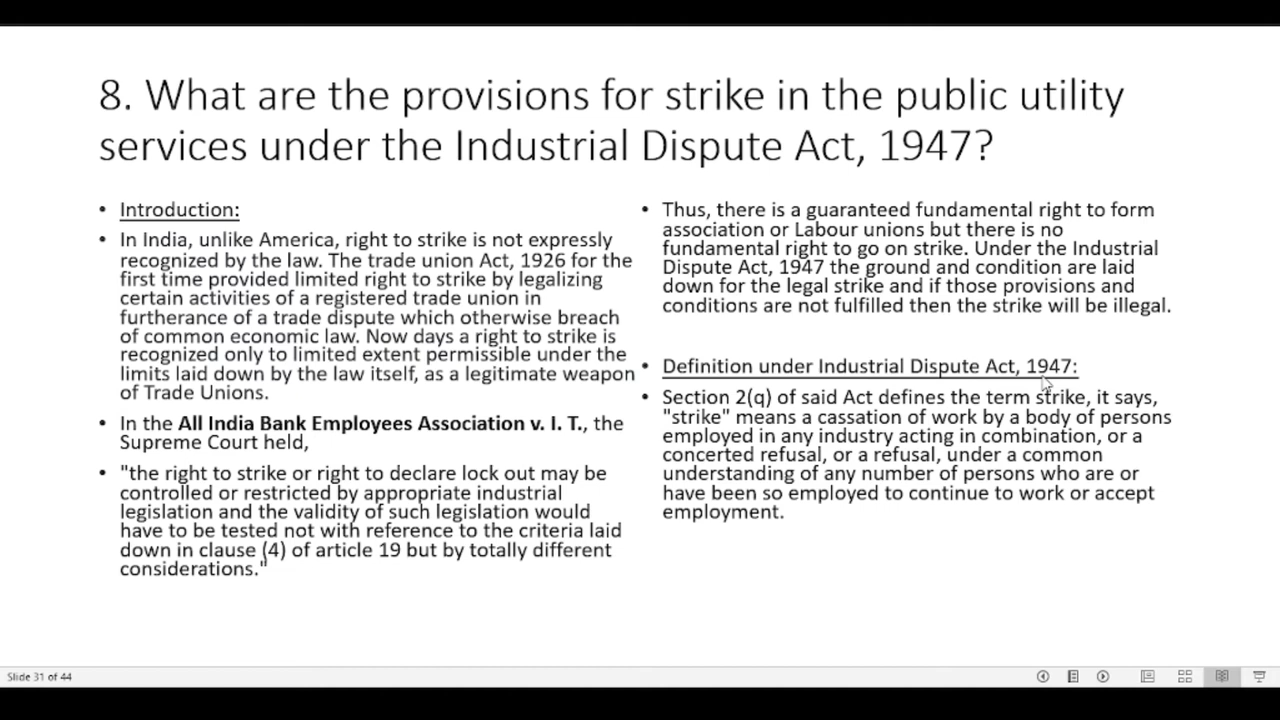 8. What are the provisions for strike in the public utility
services under the Industrial Dispute Act, 1947?
• Introduction:
• In India, unlike America, right to strike is not expressly
recognized by the law. The trade union Act, 1926 for the
first time provided limited right to strike by legalizing
certain activities of a registered trade union in
furtherance of a trade dispute which otherwise breach
of common economic law. Now days a right to strike is
recognized only to limited extent permissible under the
limits laid down by the law itself, as a legitimate weapon
of Trade Unions.
• In the All India Bank Employees Association v. I. T., the
Supreme Court held,
• "the right to strike or right to declare lock out may be
controlled or restricted by appropriate industrial
legislation and the validity of such legislation would
have to be tested not with reference to the criteria laid
down in clause (4) of article 19 but by totally different
considerations."
• Thus, there is a guaranteed fundamental right to form
association or Labour unions but there is no
fundamental right to go on strike. Under the Industrial
Dispute Act, 1947 the ground and condition are laid
down for the legal strike and if those provisions and
conditions are not fulfilled then the strike will be illegal.
• Definition under Industrial Dispute Act, 1947:
• Section 2(q) of said Act defines the term strike, it says,
"strike" means a cassation of work by a body of persons
employed in any industry acting in combination, or a
concerted refusal, or a refusal, under a common
understanding of any number of persons who are or
have been so employed to continue to work or accept
employment.
Slide 31 of 44